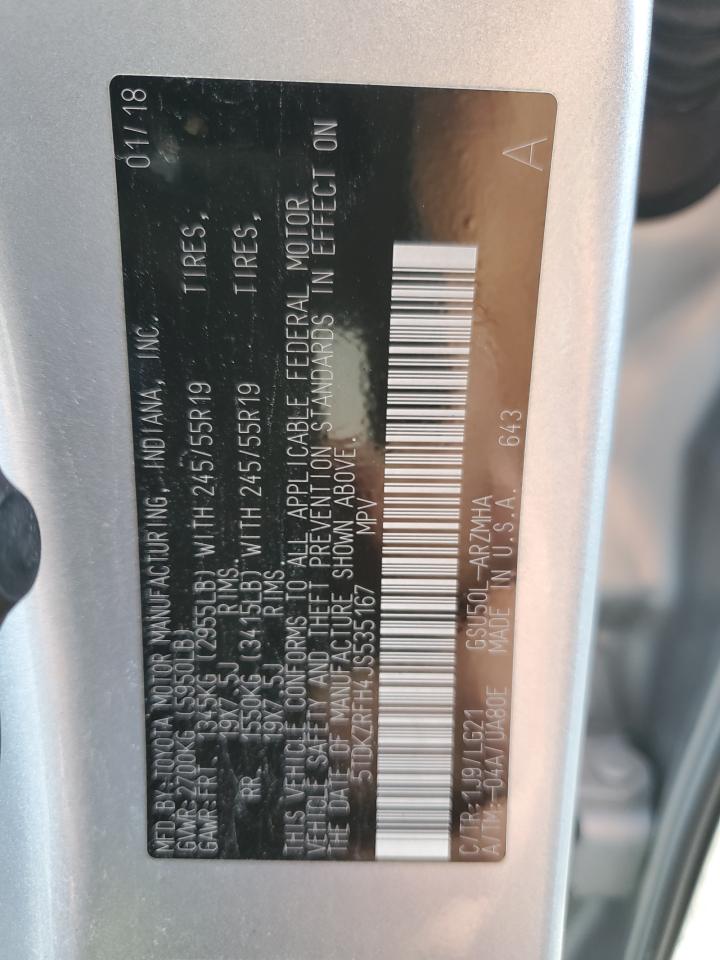 MFD.BY:TOYOTA MOTOR MANUFACTURING, INDIANA, INC. 01/18
GVWR:2700KG (5950LB)
GAWR:FRT. 1345KG (2955LB) WITH 245/55R19 TIRES,
19X7.5J RIMS.
RR. 1550KG (3415LB) WITH 245/55R19 TIRES,
19X7.5J RIMS.
THIS VEHICLE CONFORMS TO ALL APPLICABLE FEDERAL MOTOR
VEHICLE SAFETY AND THEFT PREVENTION STANDARDS IN EFFECT ON
THE DATE OF MANUFACTURE SHOWN ABOVE.
5TDKZRFH4JS535167 MPV
C/TR:1J9/LG21 GSU50L-ARZMHA
A/TM:-04A/UA80E MADE IN U.S.A. 643 A